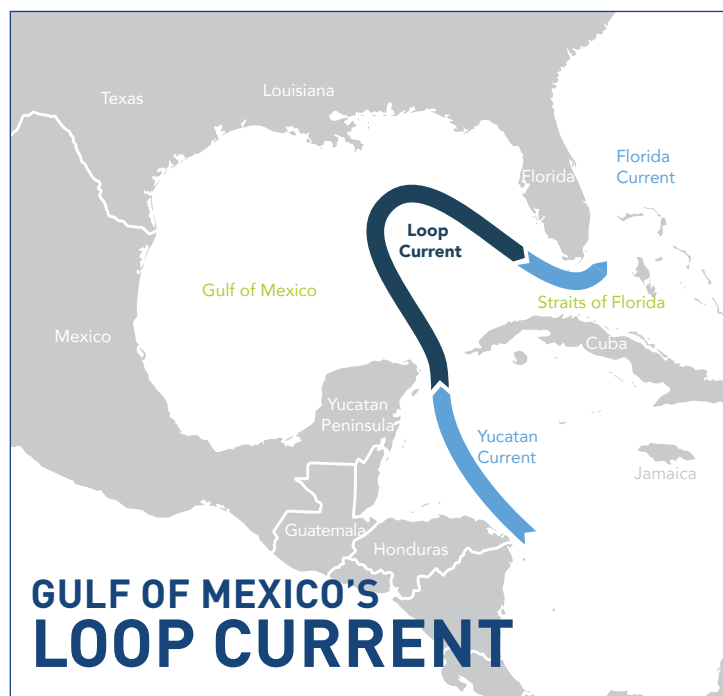 Texas
Louisiana
Florida
Florida
Current
Loop
Current
Gulf of Mexico
Straits of Florida
Mexico
Cuba
Yucatan
Peninsula
Yucatan
Current
Jamaica
Guatemala
Honduras
GULF OF MEXICO'S
LOOP CURRENT